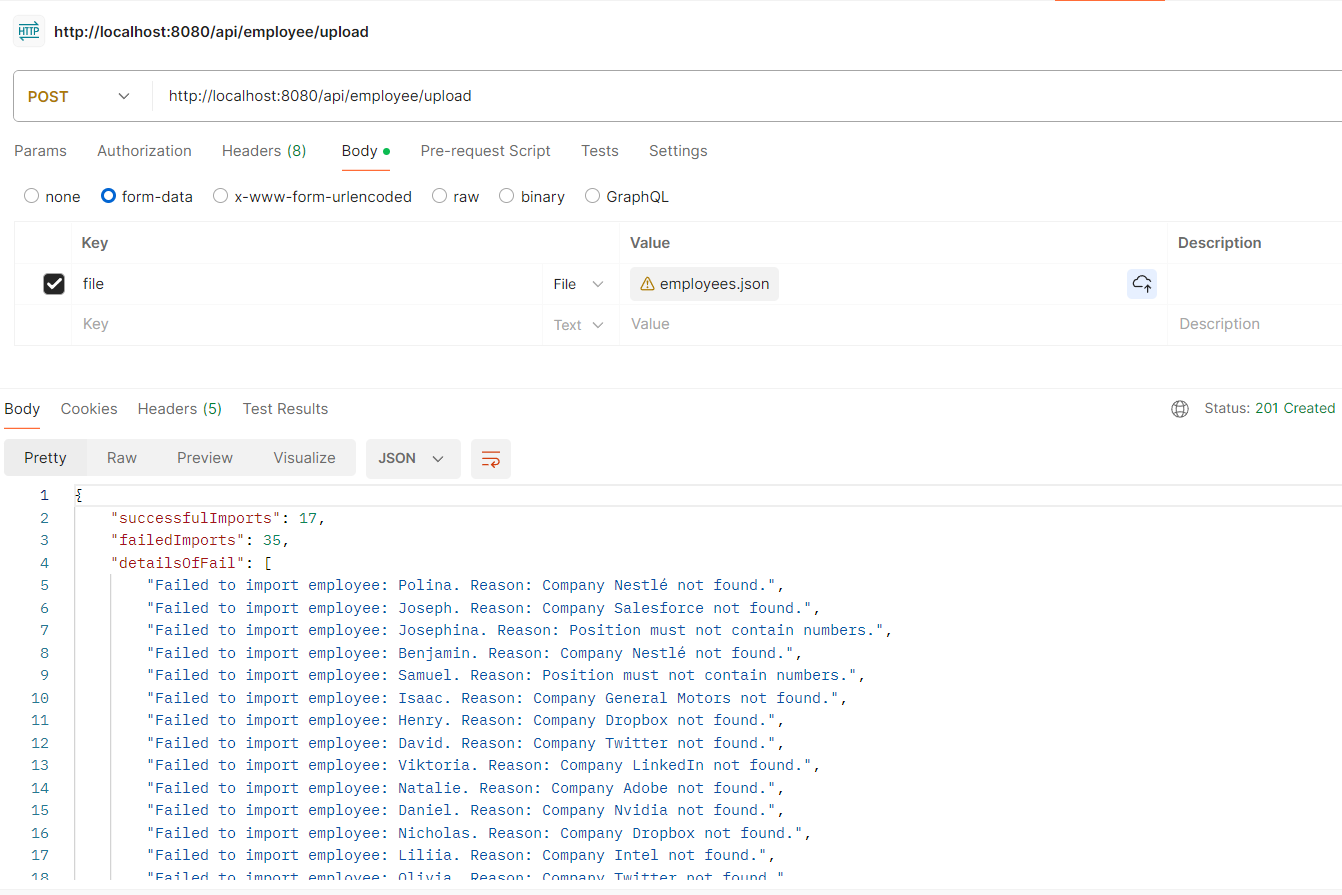 HTTP http://localhost:8080/api/employee/upload
POST http://localhost:8080/api/employee/upload
Params Authorization Headers (8) Body Pre-request Script Tests Settings
none form-data x-www-form-urlencoded raw binary GraphQL
Key Value Description
file File employees.json
Key Text Value Description
Body Cookies Headers (5) Test Results Status: 201 Created
Pretty Raw Preview Visualize JSON
1 {
2 "successfulImports": 17,
3 "failedImports": 35,
4 "detailsOfFail": [
5 "Failed to import employee: Polina. Reason: Company Nestlé not found.",
6 "Failed to import employee: Joseph. Reason: Company Salesforce not found.",
7 "Failed to import employee: Josephina. Reason: Position must not contain numbers.",
8 "Failed to import employee: Benjamin. Reason: Company Nestlé not found.",
9 "Failed to import employee: Samuel. Reason: Position must not contain numbers.",
10 "Failed to import employee: Isaac. Reason: Company General Motors not found.",
11 "Failed to import employee: Henry. Reason: Company Dropbox not found.",
12 "Failed to import employee: David. Reason: Company Twitter not found.",
13 "Failed to import employee: Viktoria. Reason: Company LinkedIn not found.",
14 "Failed to import employee: Natalie. Reason: Company Adobe not found.",
15 "Failed to import employee: Daniel. Reason: Company Nvidia not found.",
16 "Failed to import employee: Nicholas. Reason: Company Dropbox not found.",
17 "Failed to import employee: Liliia. Reason: Company Intel not found.",
18 "Failed to import employee: Olivia. Reason: Company Twitter not found."